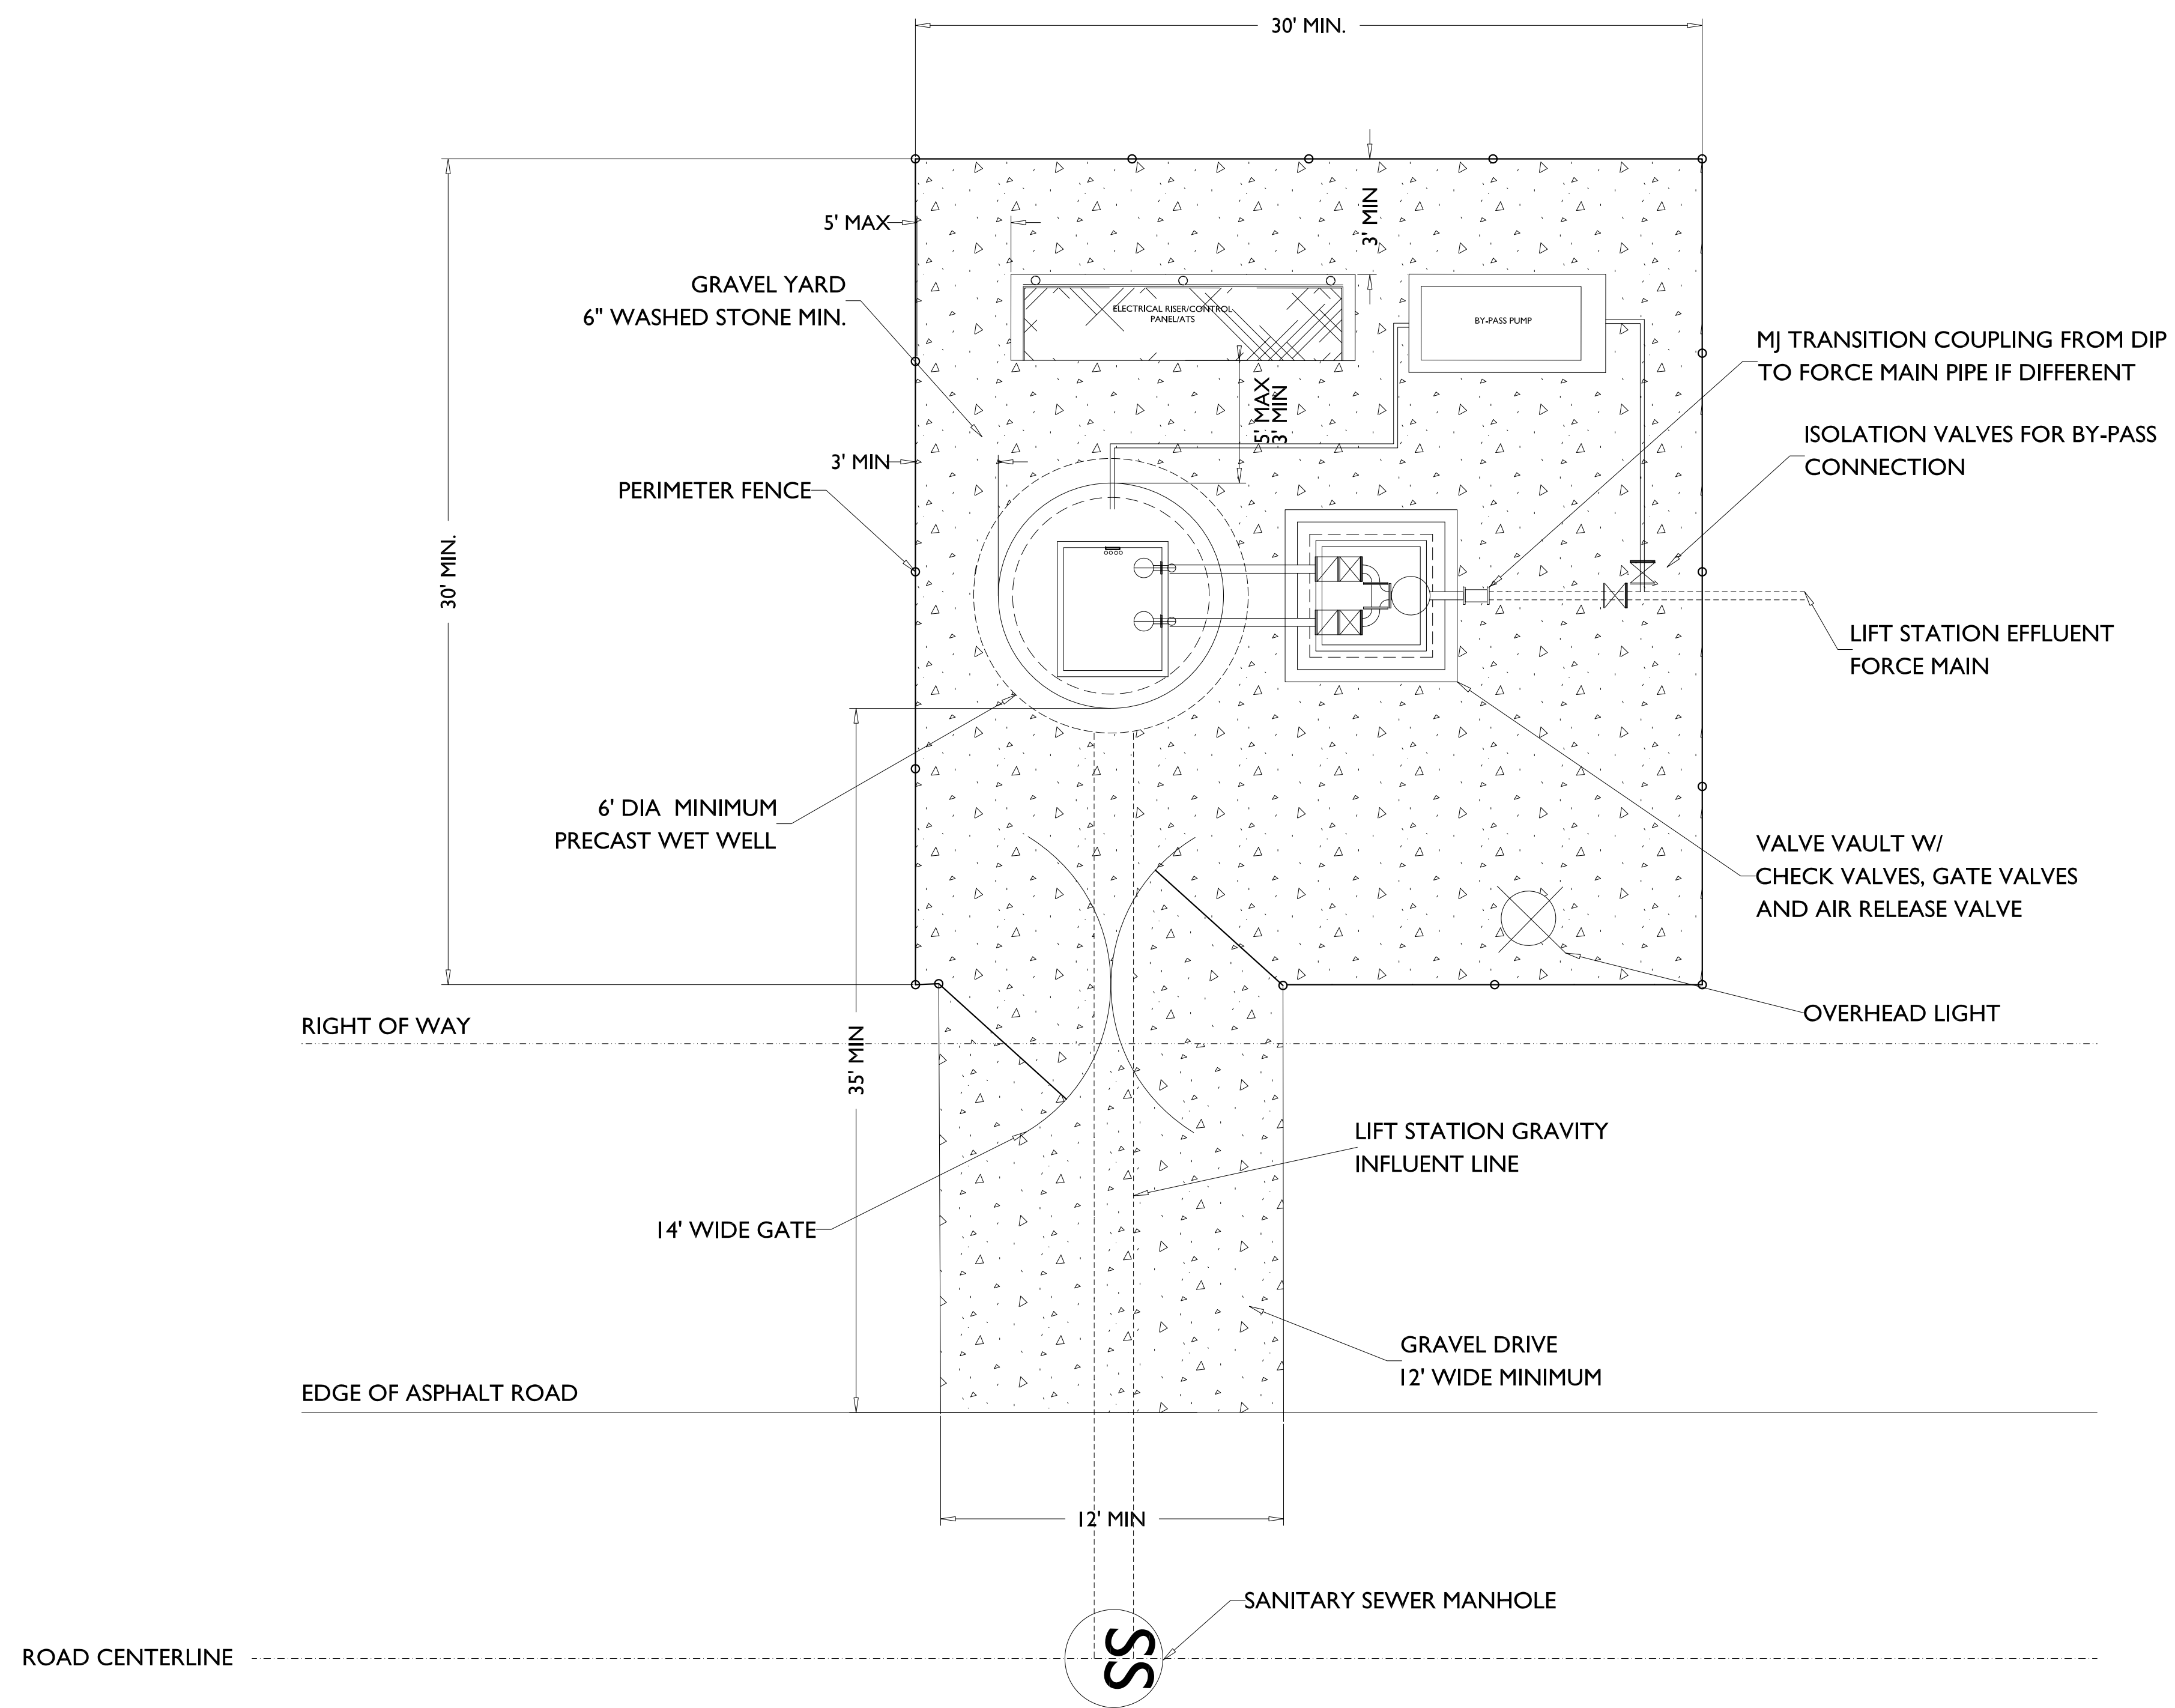 30' MIN.
3' MIN
5' MAX
GRAVEL YARD
6" WASHED STONE MIN.
ELECTRICAL RISER/CONTROL
PANEL/ATS
BY-PASS PUMP
MJ TRANSITION COUPLING FROM DIP
TO FORCE MAIN PIPE IF DIFFERENT
5' MAX
3' MIN
ISOLATION VALVES FOR BY-PASS
CONNECTION
3' MIN
PERIMETER FENCE
30' MIN.
LIFT STATION EFFLUENT
FORCE MAIN
6' DIA MINIMUM
PRECAST WET WELL
VALVE VAULT W/
CHECK VALVES, GATE VALVES
AND AIR RELEASE VALVE
OVERHEAD LIGHT
RIGHT OF WAY
35' MIN
LIFT STATION GRAVITY
INFLUENT LINE
14' WIDE GATE
GRAVEL DRIVE
12' WIDE MINIMUM
EDGE OF ASPHALT ROAD
12' MIN
SANITARY SEWER MANHOLE
SS
ROAD CENTERLINE